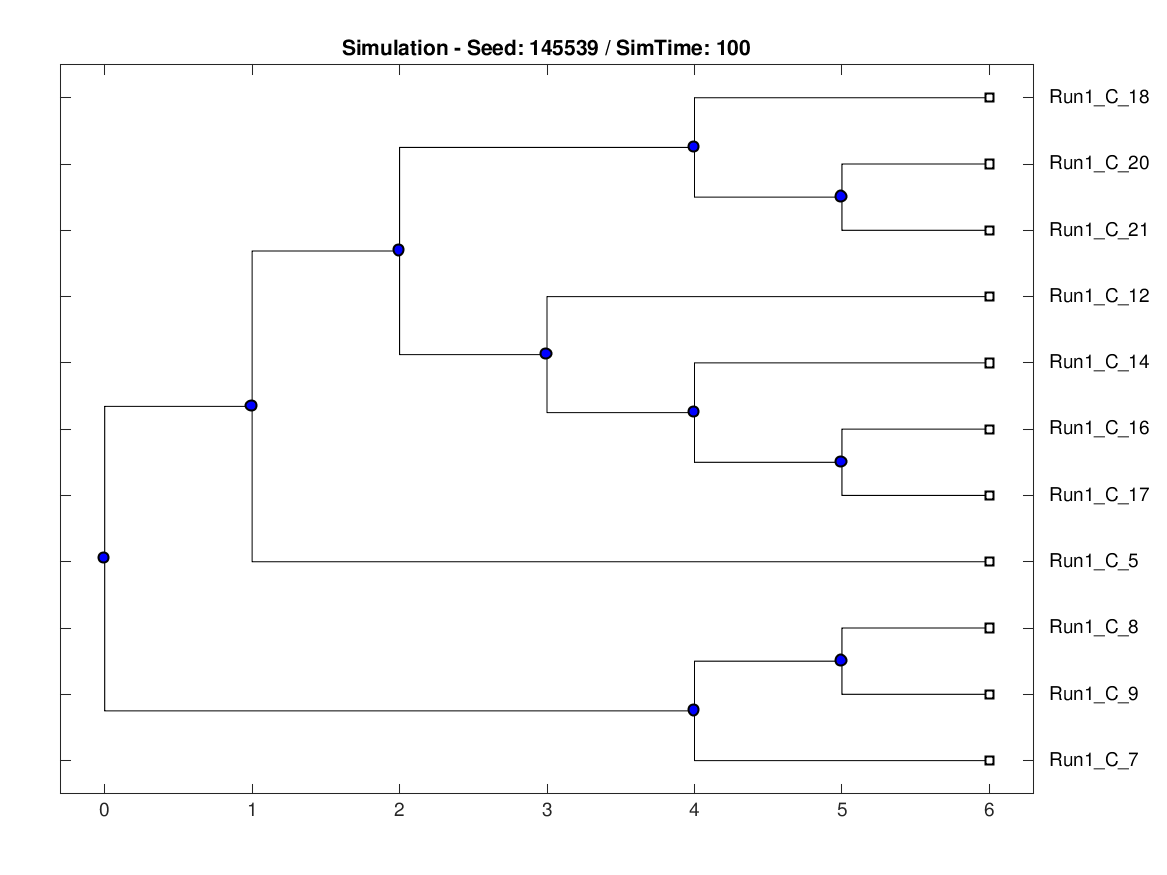 Simulation - Seed: 145539 / SimTime: 100
Run1_C_18
Run1_C_20
Run1_C_21
Run1_C_12
Run1_C_14
Run1_C_16
Run1_C_17
Run1_C_5
Run1_C_8
Run1_C_9
Run1_C_7
0 1 2 3 4 5 6